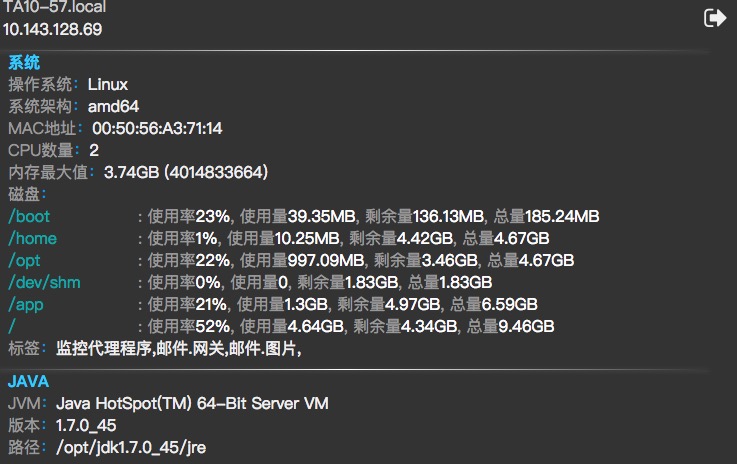 TA10-57.local
10.143.128.69
系统
操作系统：Linux
系统架构：amd64
MAC地址：00:50:56:A3:71:14
CPU数量：2
内存最大值：3.74GB (4014833664)
磁盘：
/boot : 使用率23%, 使用量39.35MB, 剩余量136.13MB, 总量185.24MB
/home : 使用率1%, 使用量10.25MB, 剩余量4.42GB, 总量4.67GB
/opt : 使用率22%, 使用量997.09MB, 剩余量3.46GB, 总量4.67GB
/dev/shm : 使用率0%, 使用量0, 剩余量1.83GB, 总量1.83GB
/app : 使用率21%, 使用量1.3GB, 剩余量4.97GB, 总量6.59GB
/ : 使用率52%, 使用量4.64GB, 剩余量4.34GB, 总量9.46GB
标签：监控代理程序,邮件.网关,邮件.图片,
JAVA
JVM：Java HotSpot(TM) 64-Bit Server VM
版本：1.7.0_45
路径：/opt/jdk1.7.0_45/jre